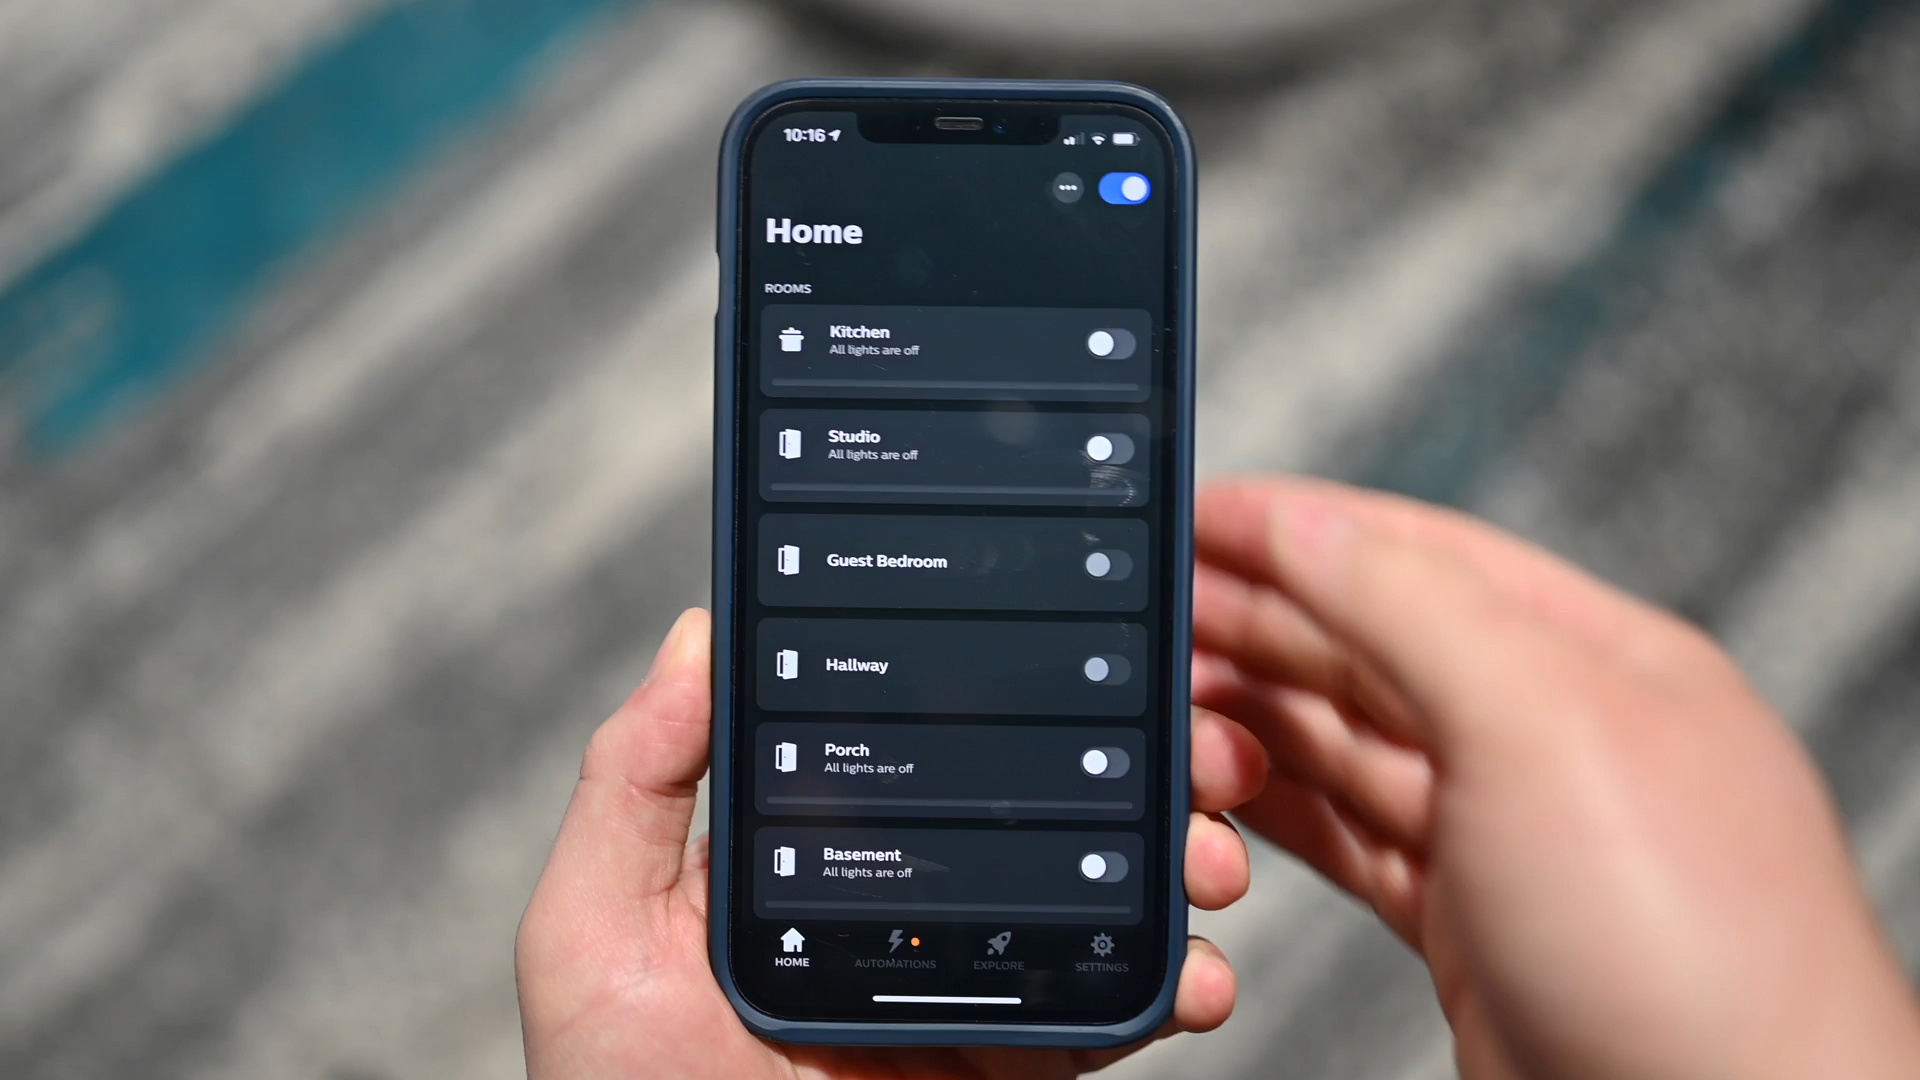 10:16
Home
ROOMS
Kitchen
All lights are off
Studio
All lights are off
Guest Bedroom
Hallway
Porch
All lights are off
Basement
All lights are off
HOME
AUTOMATIONS
EXPLORE
SETTINGS